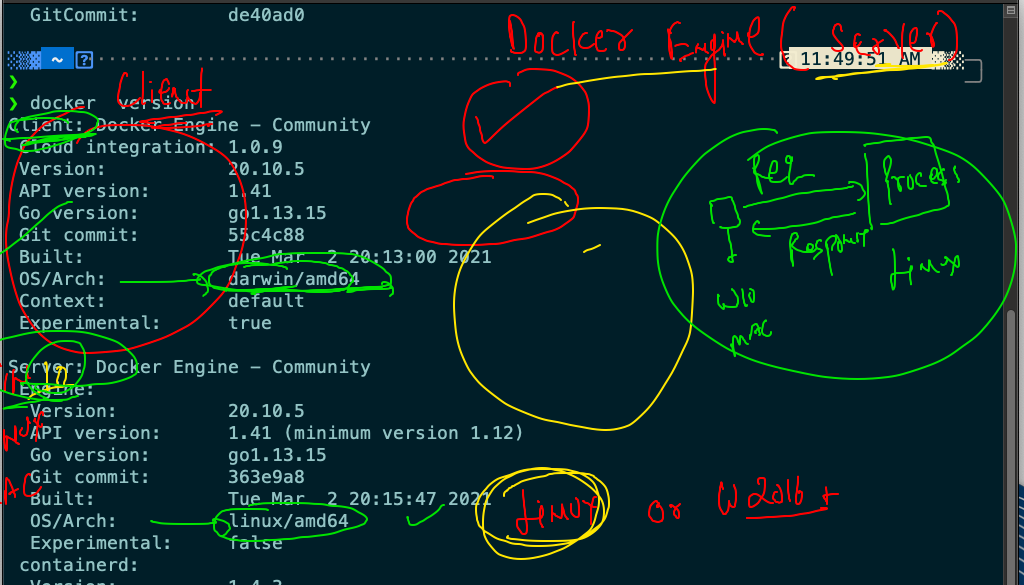 GitCommit: de40ad0
Docker Engine ( Server )
~ ? 11:49:51 AM
❯
Client
❯ docker version
Client: Docker Engine - Community
Cloud integration: 1.0.9
Version: 20.10.5
API version: 1.41
Go version: go1.13.15
Git commit: 55c4c88
Built: Tue Mar 2 20:13:00 2021
OS/Arch: darwin/amd64
Context: default
Experimental: true
Process
Response
Linux
W10
MAC
Server: Docker Engine - Community
Engine:
Version: 20.10.5
API version: 1.41 (minimum version 1.12)
Go version: go1.13.15
Git commit: 363e9a8
Built: Tue Mar 2 20:15:47 2021
Linux or W2016 +
OS/Arch: linux/amd64
Experimental: false
containerd:
Version: 1.4.3